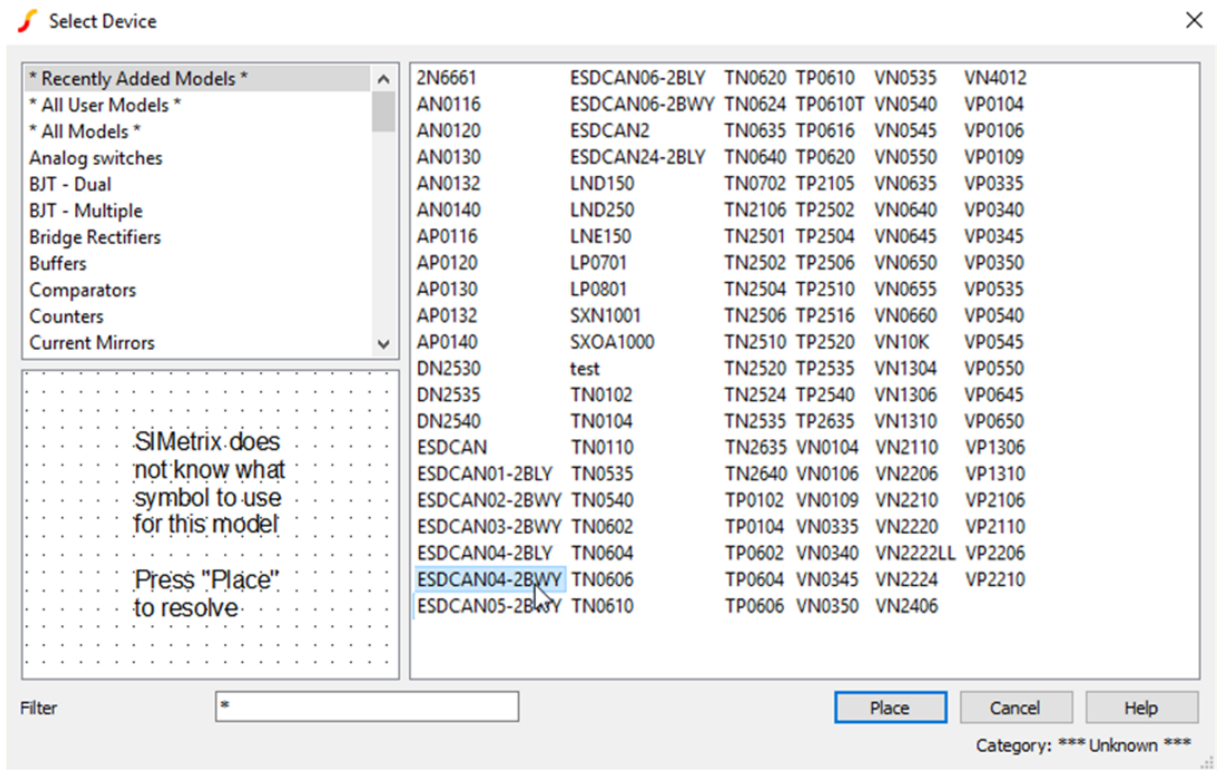 Select Device
* Recently Added Models *
* All User Models *
* All Models *
Analog switches
BJT - Dual
BJT - Multiple
Bridge Rectifiers
Buffers
Comparators
Counters
Current Mirrors
SIMetrix does
not know what
symbol to use
for this model
Press "Place"
to resolve
2N6661 ESDCAN06-2BLY TN0620 TP0610 VN0535 VN4012
AN0116 ESDCAN06-2BWY TN0624 TP0610T VN0540 VP0104
AN0120 ESDCAN2 TN0635 TP0616 VN0545 VP0106
AN0130 ESDCAN24-2BLY TN0640 TP0620 VN0550 VP0109
AN0132 LND150 TN0702 TP2105 VN0635 VP0335
AN0140 LND250 TN2106 TP2502 VN0640 VP0340
AP0116 LNE150 TN2501 TP2504 VN0645 VP0345
AP0120 LP0701 TN2502 TP2506 VN0650 VP0350
AP0130 LP0801 TN2504 TP2510 VN0655 VP0535
AP0132 SXN1001 TN2506 TP2516 VN0660 VP0540
AP0140 SXOA1000 TN2510 TP2520 VN10K VP0545
DN2530 test TN2520 TP2535 VN1304 VP0550
DN2535 TN0102 TN2524 TP2540 VN1306 VP0645
DN2540 TN0104 TN2535 TP2635 VN1310 VP0650
ESDCAN TN0110 TN2635 VN0104 VN2110 VP1306
ESDCAN01-2BLY TN0535 TN2640 VN0106 VN2206 VP1310
ESDCAN02-2BWY TN0540 TP0102 VN0109 VN2210 VP2106
ESDCAN03-2BWY TN0602 TP0104 VN0335 VN2220 VP2110
ESDCAN04-2BLY TN0604 TP0602 VN0340 VN2222LL VP2206
ESDCAN04-2BWY TN0606 TP0604 VN0345 VN2224 VP2210
ESDCAN05-2BWY TN0610 TP0606 VN0350 VN2406
Filter * Place Cancel Help
Category: *** Unknown ***